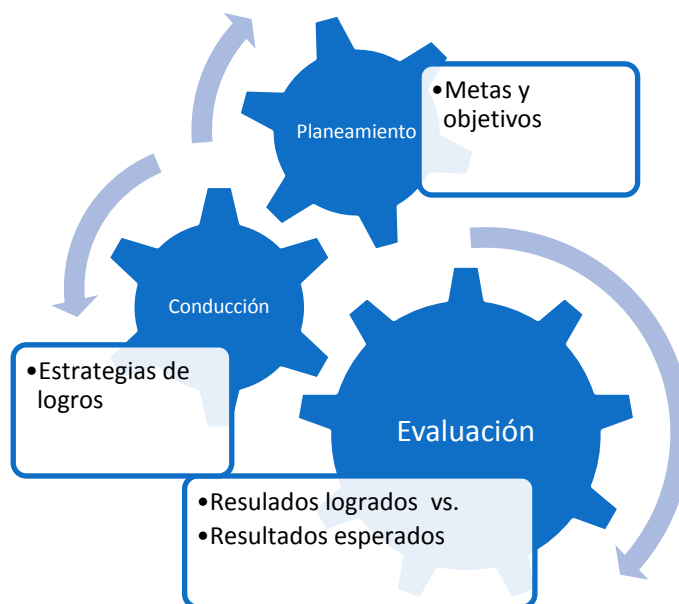 Planeamiento
•Metas y
objetivos
Conducción
•Estrategias de
logros
Evaluación
•Resulados logrados vs.
•Resultados esperados